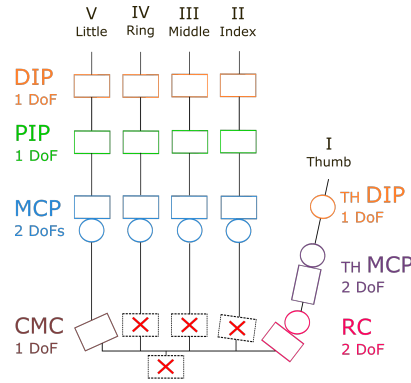 V IV III II
Little Ring Middle Index
DIP
1 DoF
PIP
1 DoF
I
Thumb
MCP
2 DoFs
TH DIP
1 DoF
TH MCP
2 DoF
CMC
1 DoF
RC
2 DoF